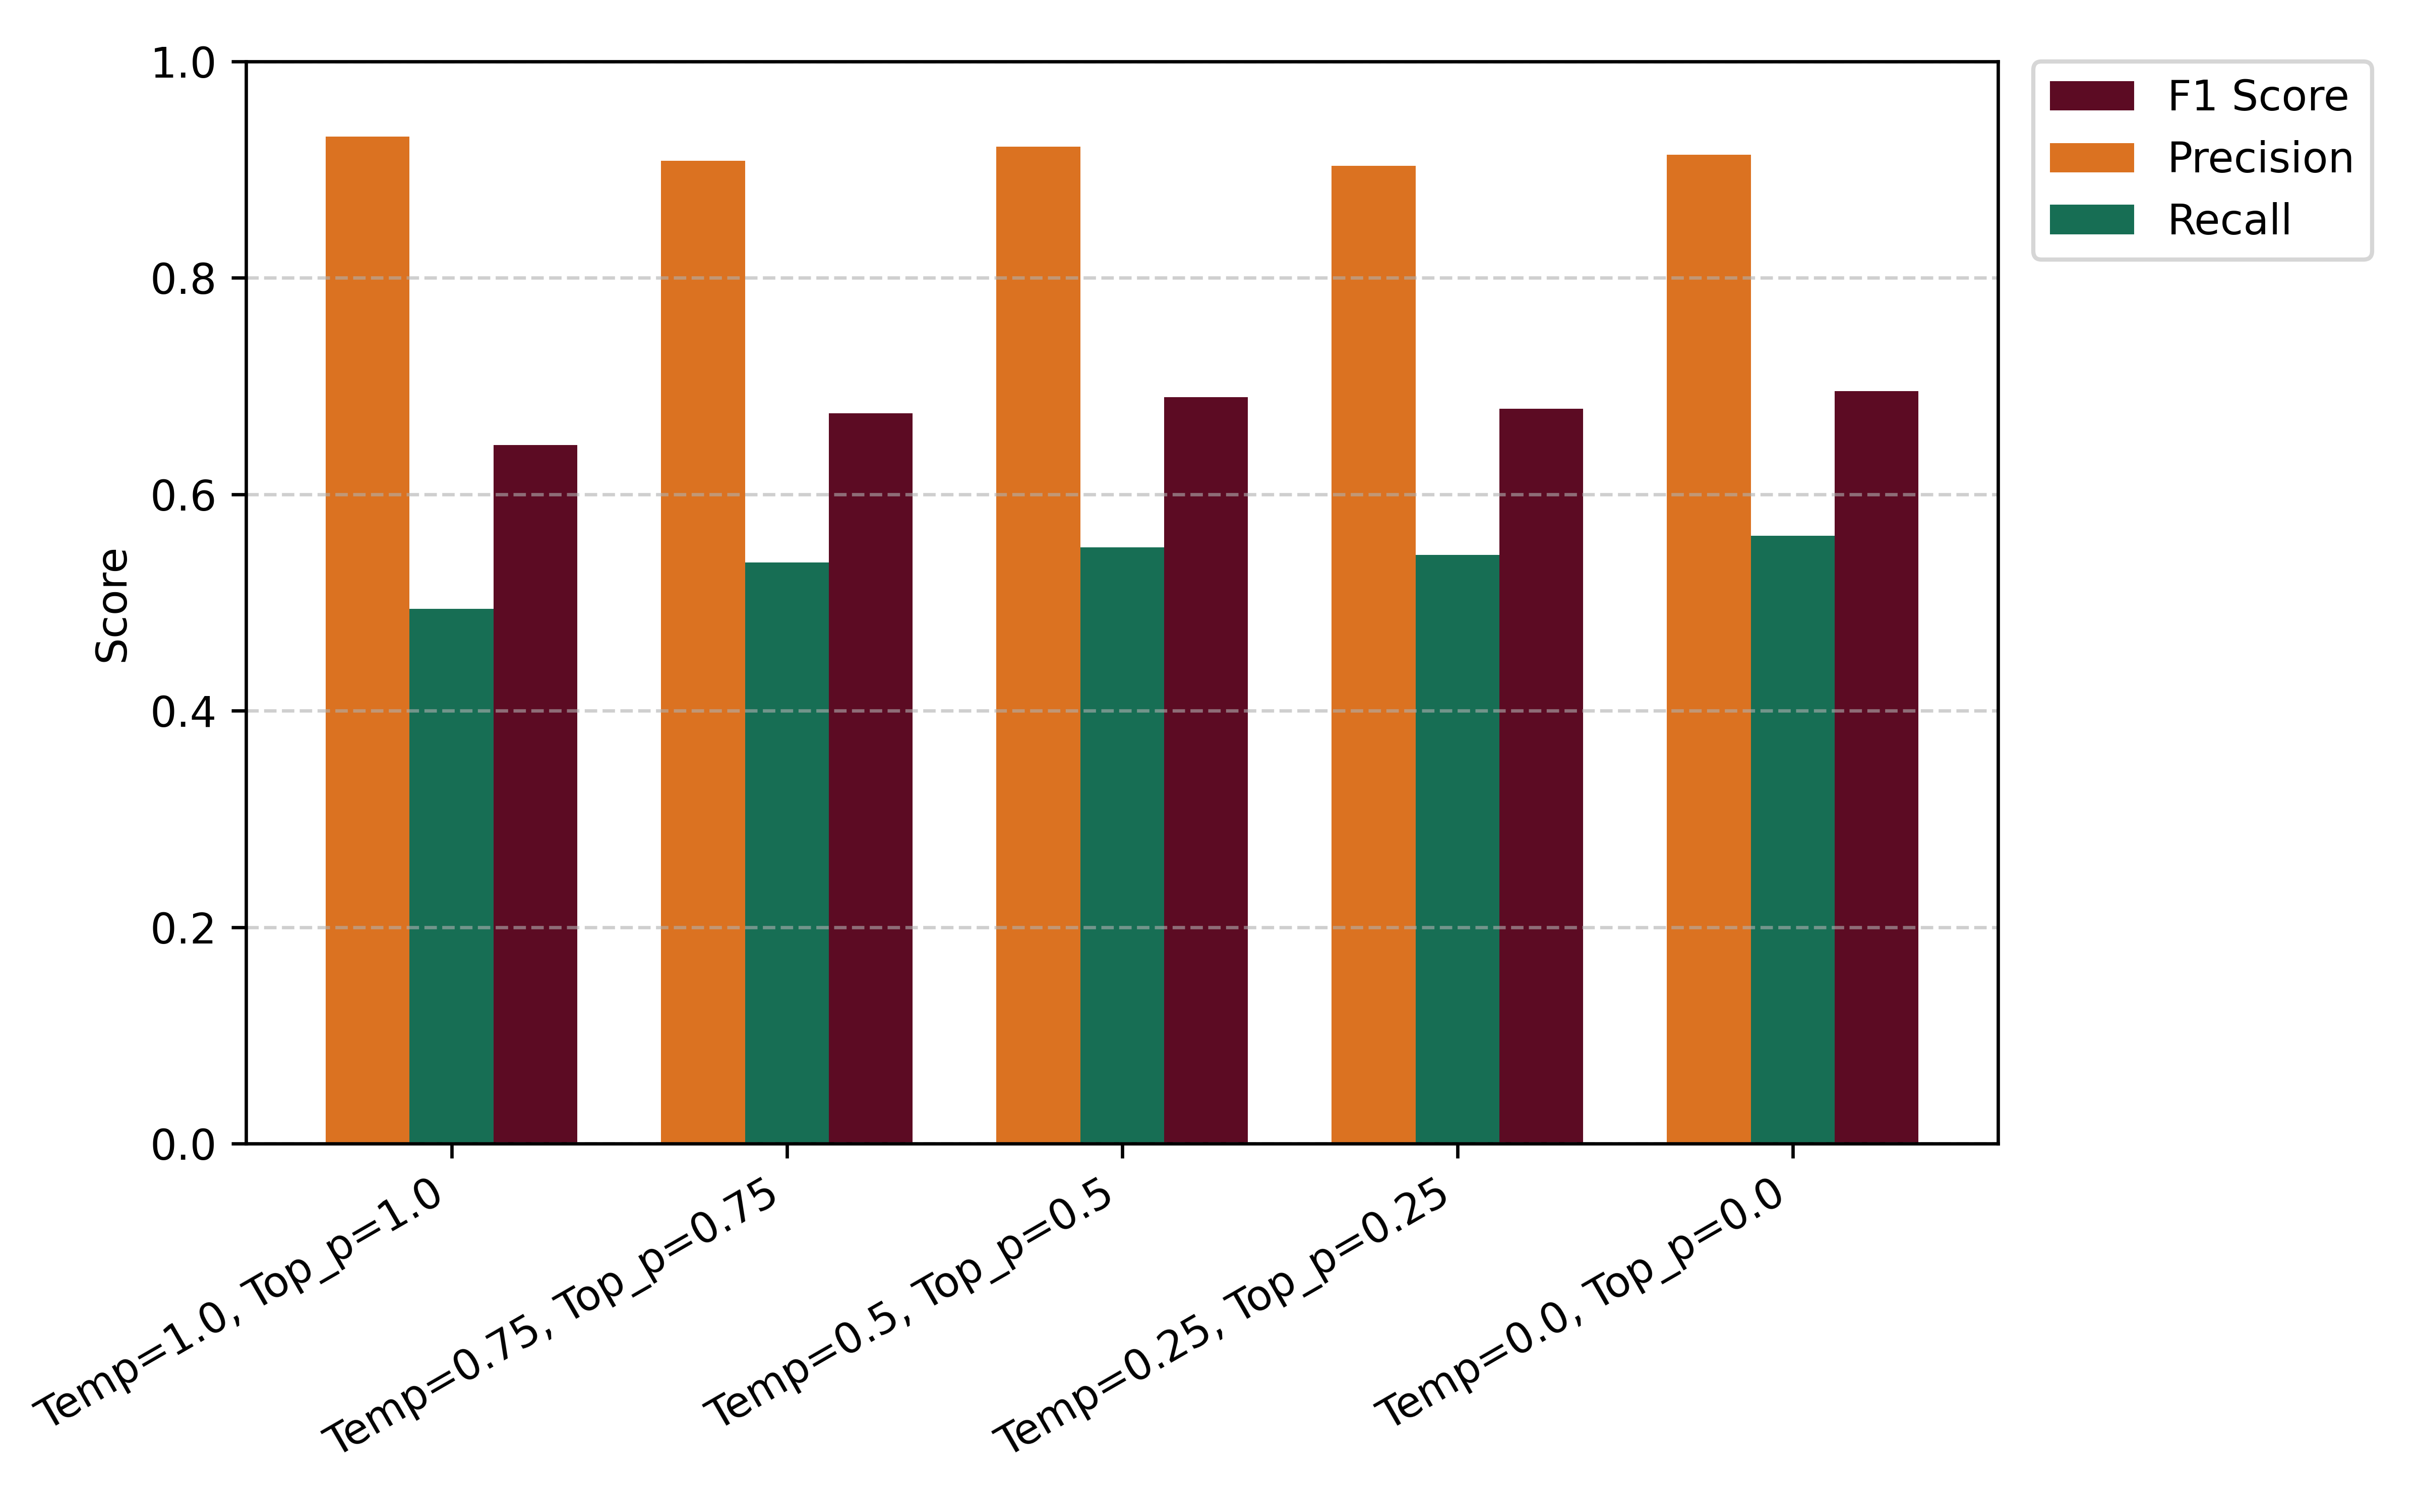 1.0
0.8
0.6
0.4
0.2
0.0
Score
Temp=1.0, Top_p=1.0
Temp=0.75, Top_p=0.75
Temp=0.5, Top_p=0.5
Temp=0.25, Top_p=0.25
Temp=0.0, Top_p=0.0
F1 Score
Precision
Recall